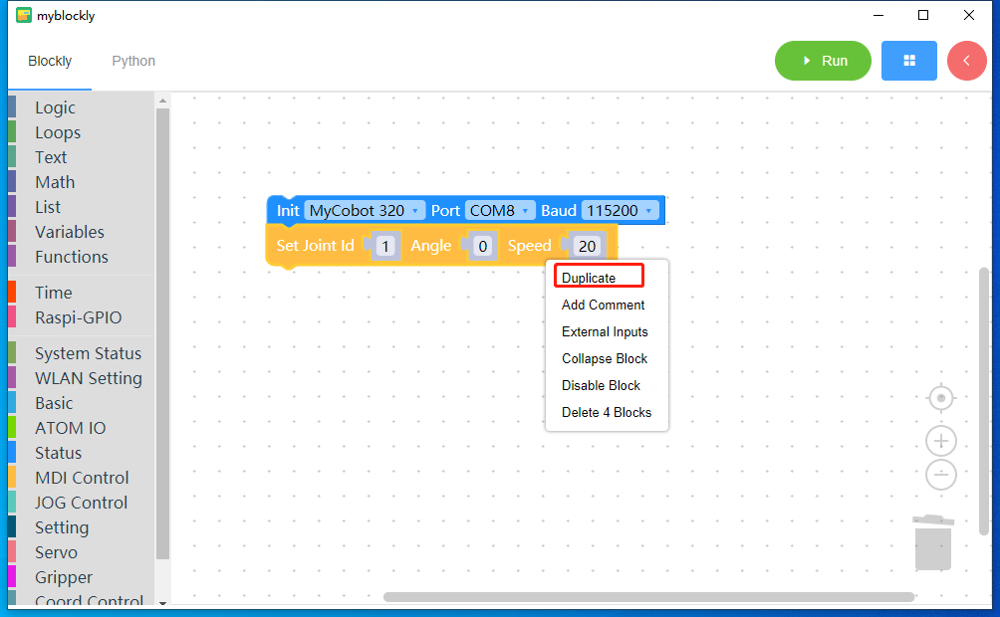 myblockly
Blockly Python Run
Logic
Loops
Text
Math
List
Variables
Functions
Time
Raspi-GPIO
System Status
WLAN Setting
Basic
ATOM IO
Status
MDI Control
JOG Control
Setting
Servo
Gripper
Coord Control
Init MyCobot 320 Port COM8 Baud 115200
Set Joint Id 1 Angle 0 Speed 20
Duplicate
Add Comment
External Inputs
Collapse Block
Disable Block
Delete 4 Blocks